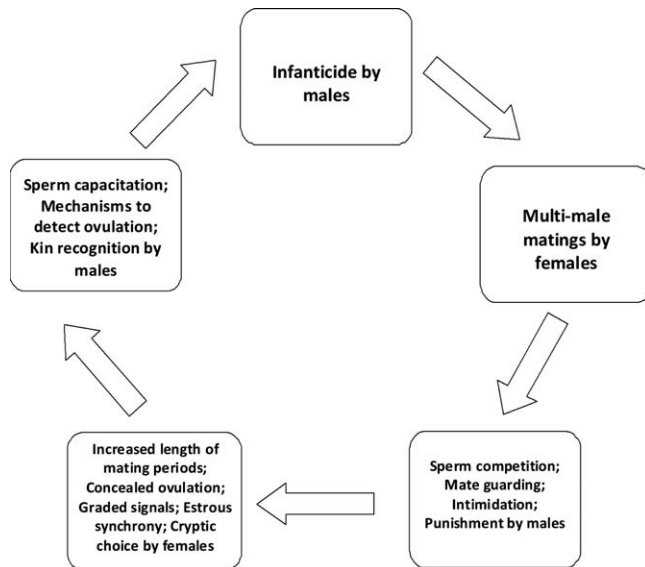 Infanticide by
males
Multi-male
matings by
females
Sperm competition;
Mate guarding;
Intimidation;
Punishment by males
Increased length of
mating periods;
Concealed ovulation;
Graded signals; Estrous
synchrony; Cryptic
choice by females
Sperm capacitation;
Mechanisms to
detect ovulation;
Kin recognition by
males